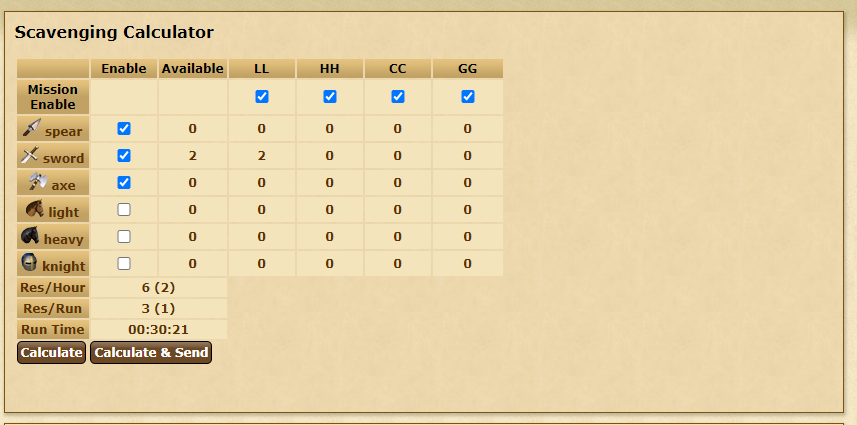 Scavenging Calculator
Enable Available LL HH CC GG
Mission
Enable
spear 0 0 0 0 0
sword 2 2 0 0 0
axe 0 0 0 0 0
light 0 0 0 0 0
heavy 0 0 0 0 0
knight 0 0 0 0 0
Res/Hour 6 (2)
Res/Run 3 (1)
Run Time 00:30:21
Calculate Calculate & Send